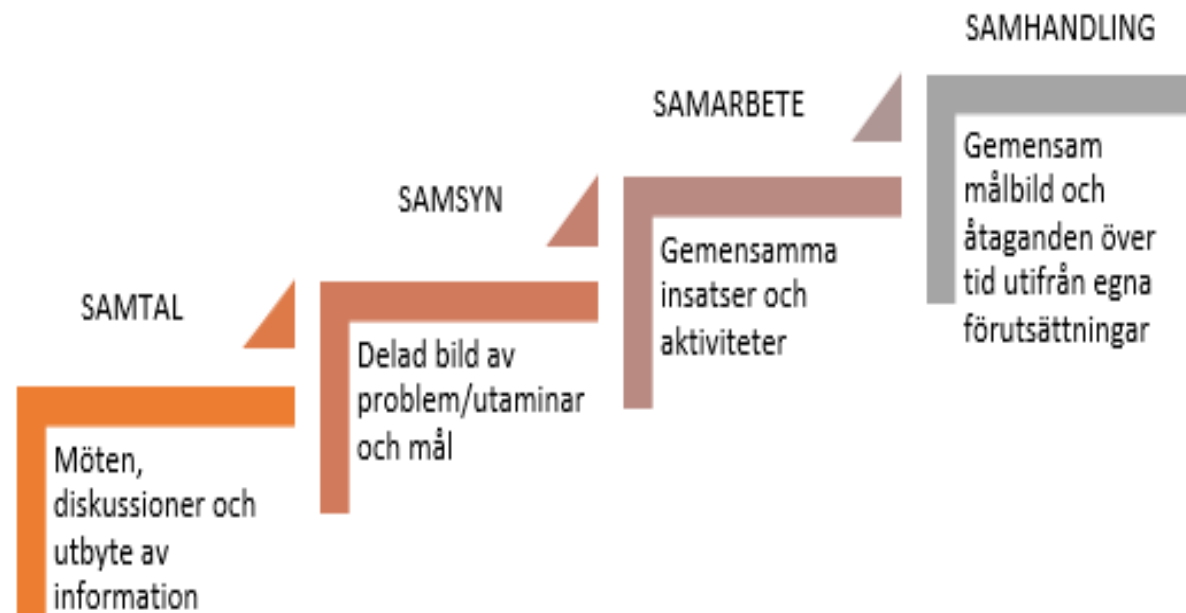 SAMTAL
Möten,
diskussioner och
utbyte av
information
SAMSYN
Delad bild av
problem/utaminar
och mål
SAMARBETE
Gemensamma
insatser och
aktiviteter
SAMHANDLING
Gemensam
målbild och
åtaganden över
tid utifrån egna
förutsättningar